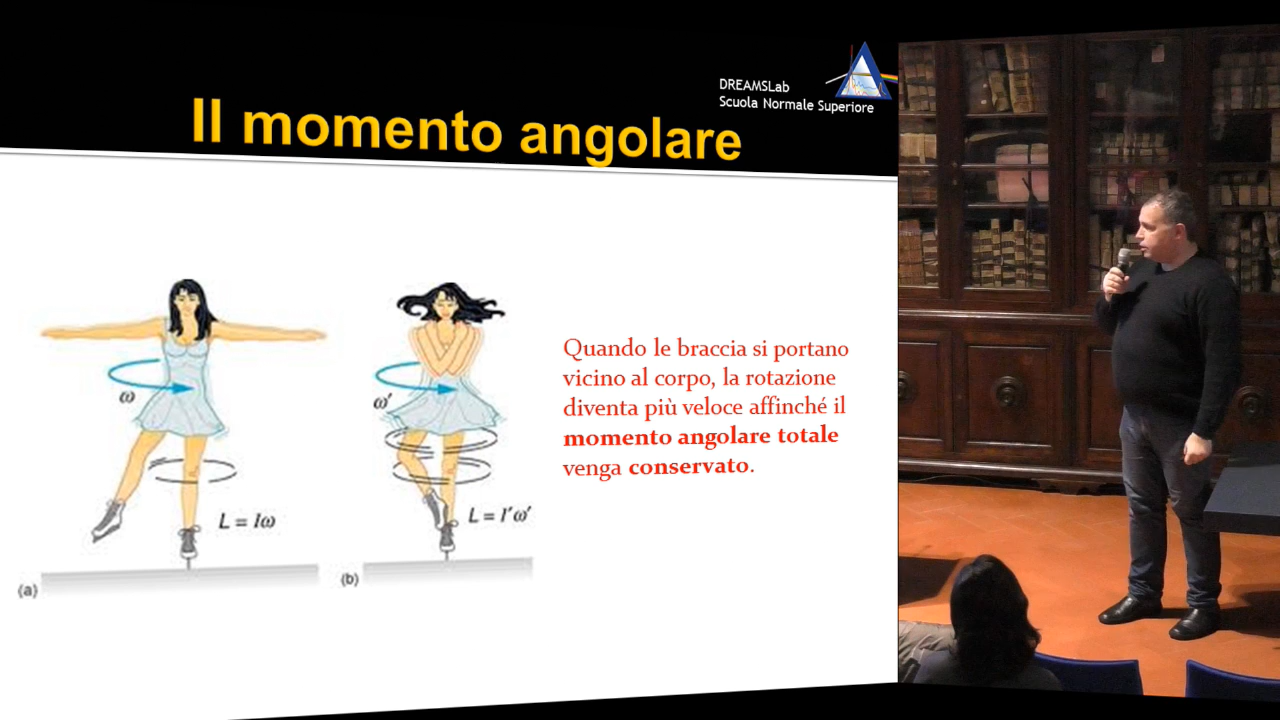 DREAMSLab
Scuola Normale Superiore
Il momento angolare
Quando le braccia si portano
vicino al corpo, la rotazione
diventa più veloce affinché il
momento angolare totale
venga conservato.
ω
ω'
L = Iω
L = I'ω'
(a)
(b)